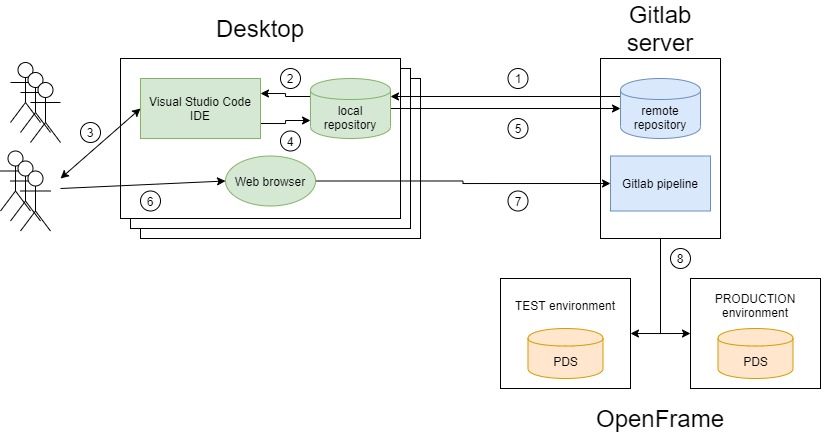 Desktop
Gitlab
server
Visual Studio Code
IDE
2
local
repository
1
remote
repository
3
4
5
Web browser
Gitlab pipeline
6
7
8
TEST environment
PDS
PRODUCTION
environment
PDS
OpenFrame